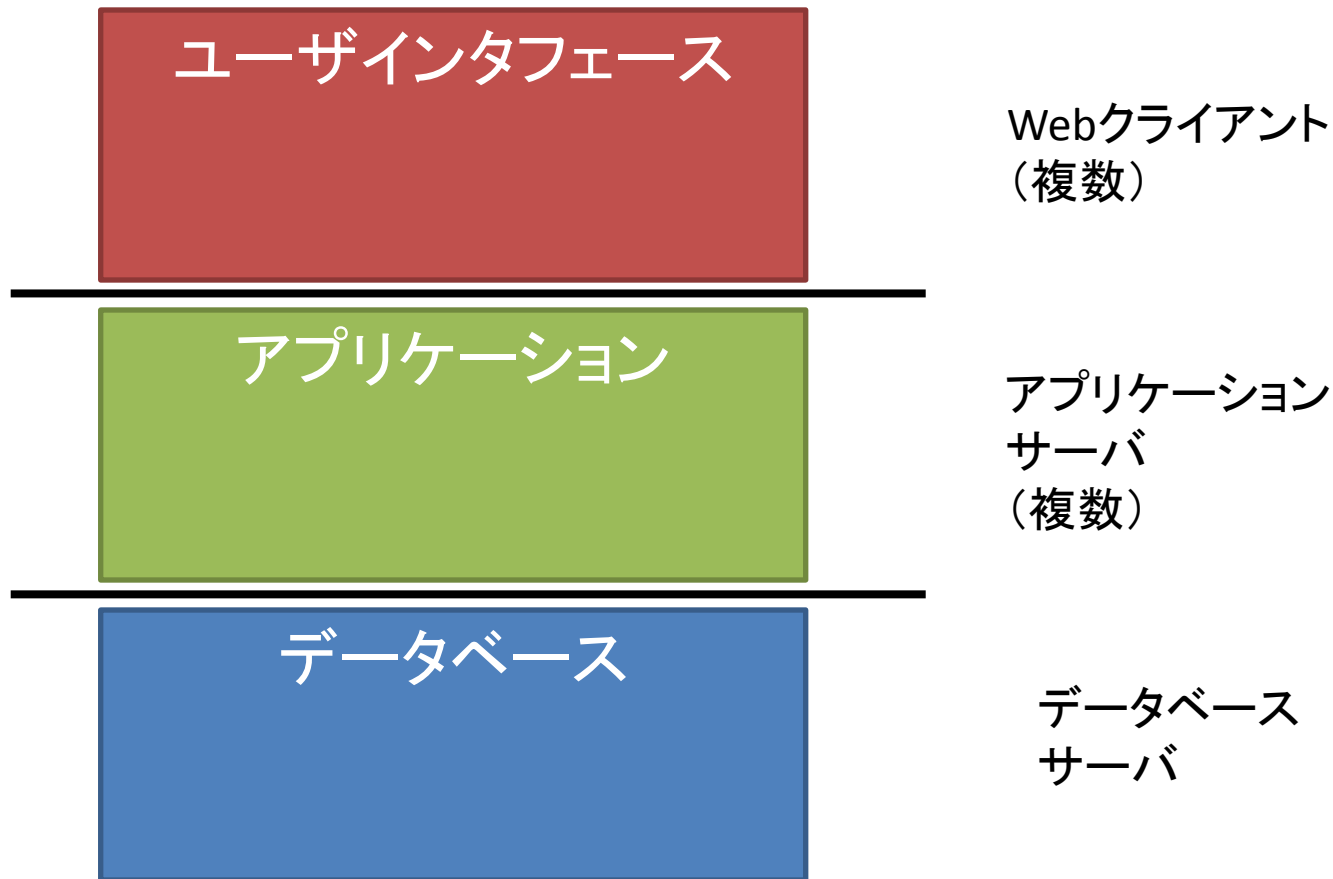 ユーザインタフェース
Webクライアント
（複数）
アプリケーション
アプリケーション
サーバ
（複数）
データベース
データベース
サーバ